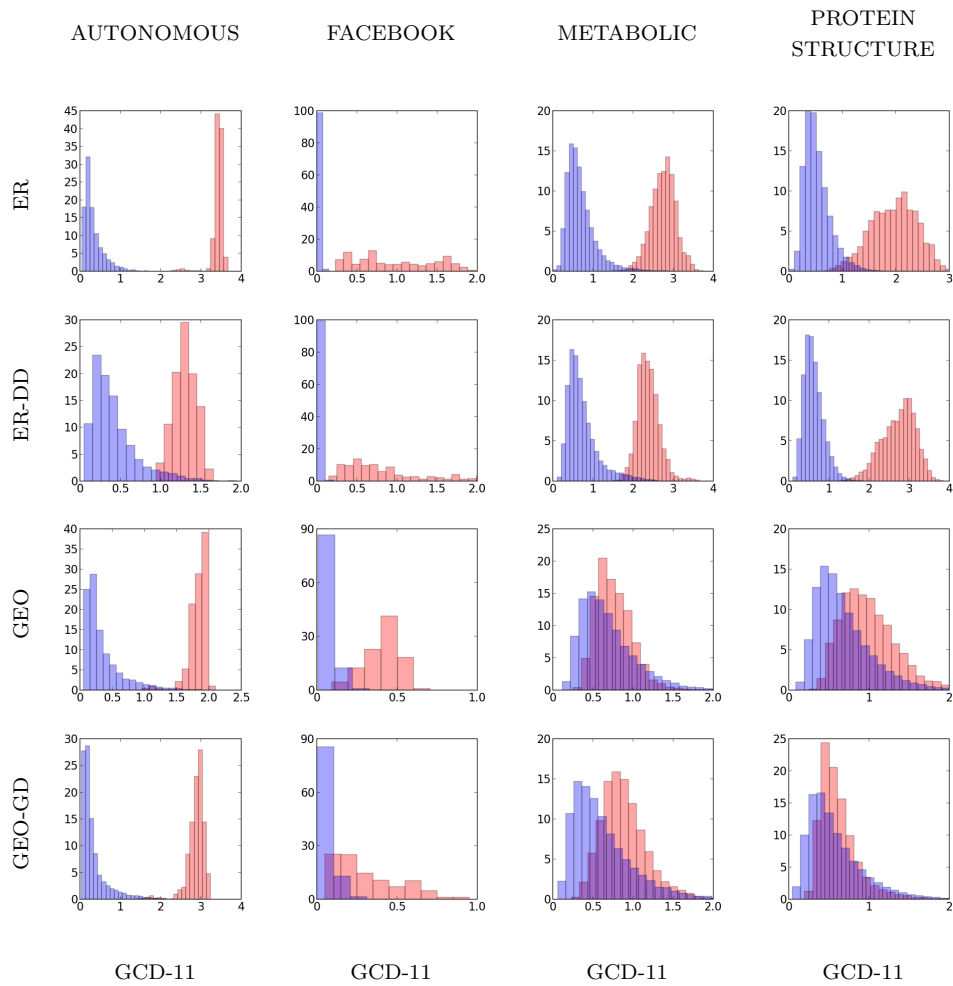 AUTONOMOUS FACEBOOK METABOLIC PROTEIN
STRUCTURE
ER
45 40 35 30 25 20 15 10 5 0
0 1 2 3 4
100 80 60 40 20 0
0 0.5 1.0 1.5 2.0
20 15 10 5 0
0 1 2 3 4
20 15 10 5 0
0 1 2 3
ER-DD
30 25 20 15 10 5 0
0 0.5 1.0 1.5 2.0
100 80 60 40 20 0
0 0.5 1.0 1.5 2.0
20 15 10 5 0
0 1 2 3 4
20 15 10 5 0
0 1 2 3 4
GEO
40 35 30 25 20 15 10 5 0
0 0.5 1.0 1.5 2.0 2.5
90 60 30 0
0 0.5 1.0
25 20 15 10 5 0
0 0.5 1.0 1.5 2.0
25 20 15 10 5 0
0 1 2
GEO-GD
30 25 20 15 10 5 0
0 1 2 3 4
90 60 30 0
0 0.5 1.0
20 15 10 5 0
0 0.5 1.0 1.5 2.0
25 20 15 10 5 0
0 1 2
GCD-11 GCD-11 GCD-11 GCD-11